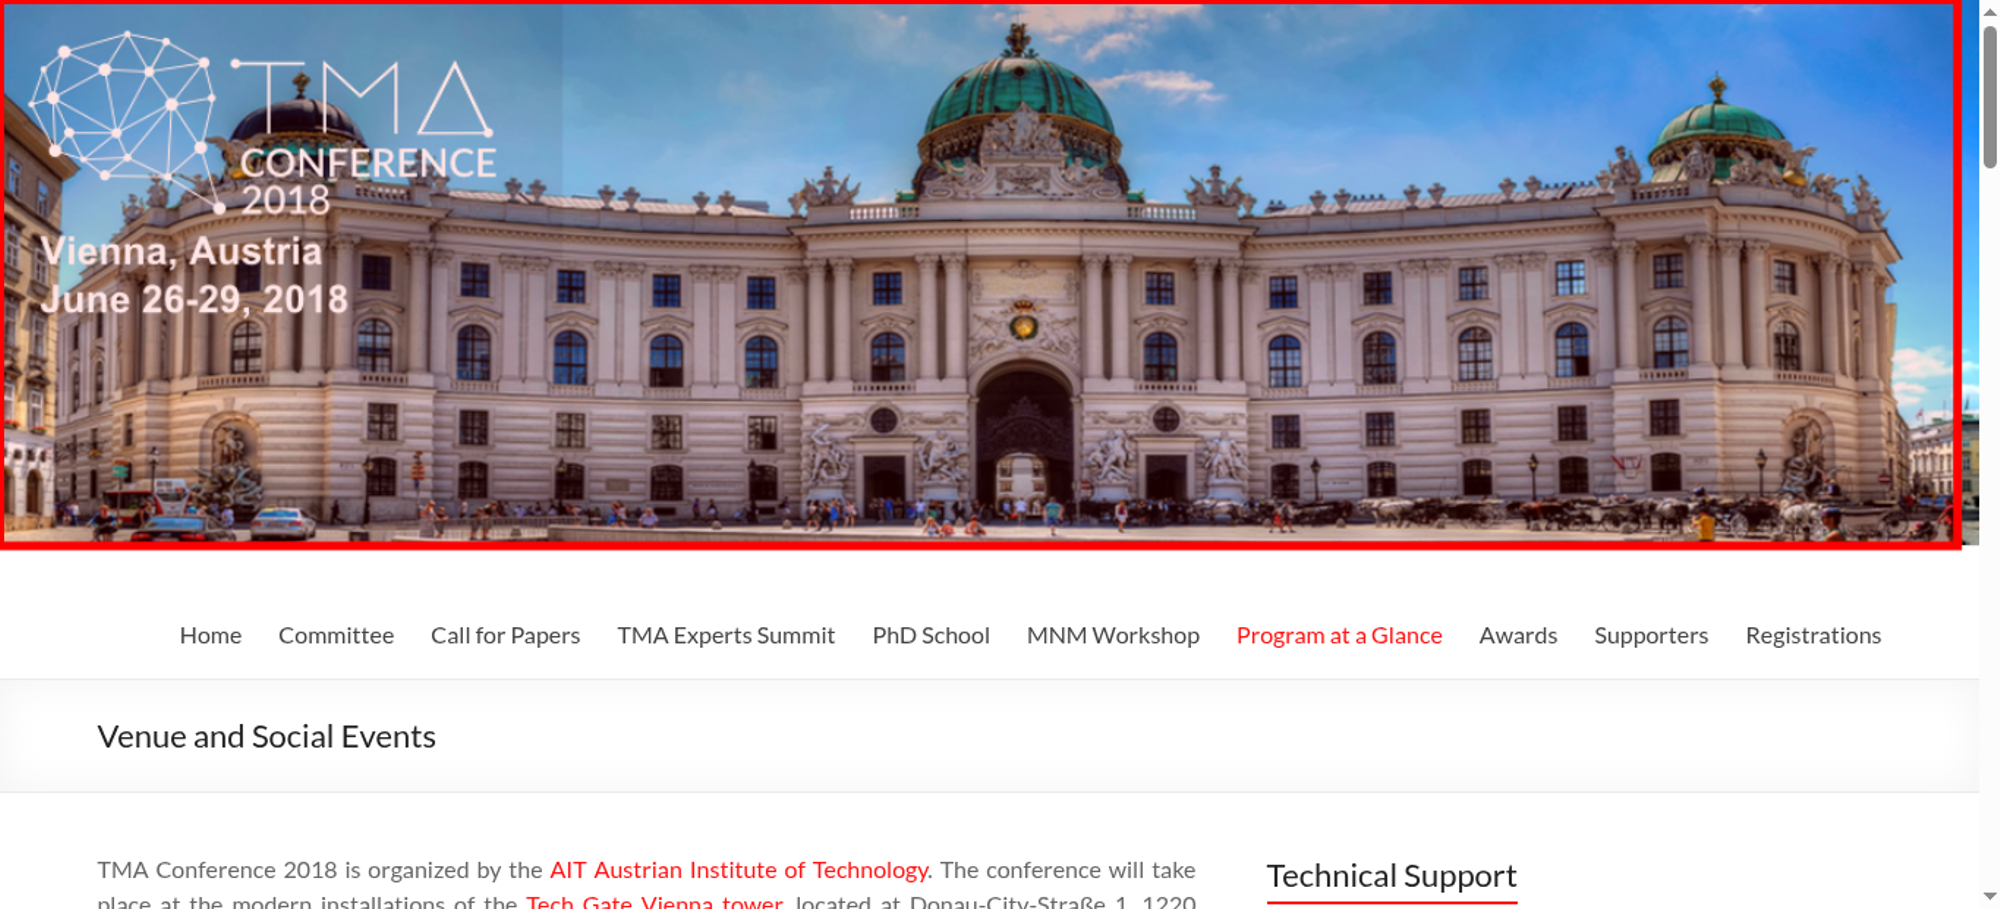 TMA
CONFERENCE
2018
Vienna, Austria
June 26-29, 2018
Home Committee Call for Papers TMA Experts Summit PhD School MNM Workshop Program at a Glance Awards Supporters Registrations
Venue and Social Events
TMA Conference 2018 is organized by the AIT Austrian Institute of Technology. The conference will take
place at the modern installations of the Tech Gate Vienna tower, located at Donau-City-Straße 1, 1220
Technical Support